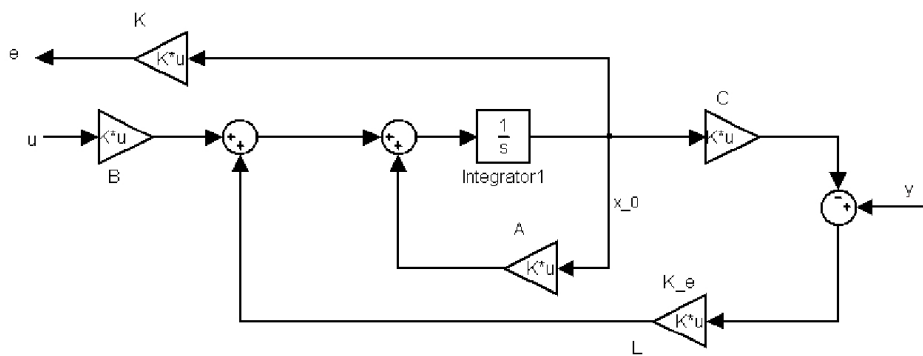 K
e
K*u
C
u
K*u
B
+
+
+
+
1
s
Integrator1
K*u
-
+
y
x_0
A
K*u
K_e
K*u
L